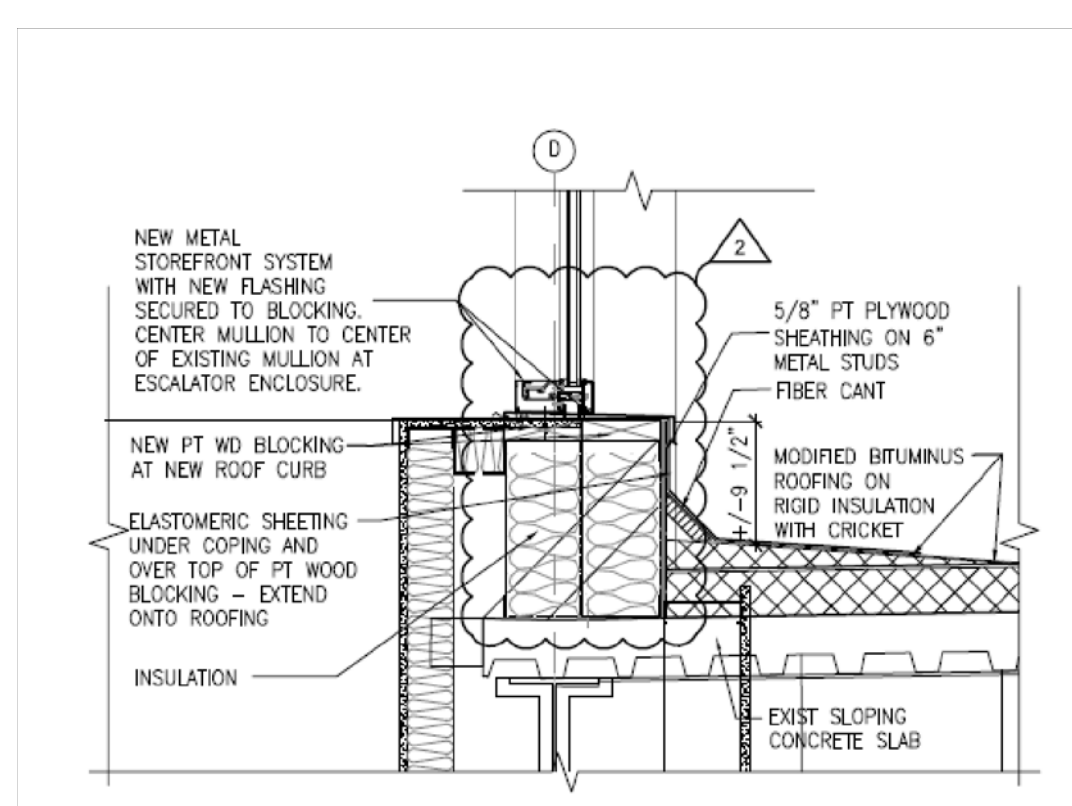 D
2
NEW METAL
STOREFRONT SYSTEM
WITH NEW FLASHING
SECURED TO BLOCKING.
CENTER MULLION TO CENTER
OF EXISTING MULLION AT
ESCALATOR ENCLOSURE.
5/8" PT PLYWOOD
SHEATHING ON 6"
METAL STUDS
FIBER CANT
NEW PT WD BLOCKING
AT NEW ROOF CURB
+/-9 1/2"
MODIFIED BITUMINUS
ROOFING ON
RIGID INSULATION
WITH CRICKET
ELASTOMERIC SHEETING
UNDER COPING AND
OVER TOP OF PT WOOD
BLOCKING – EXTEND
ONTO ROOFING
INSULATION
EXIST SLOPING
CONCRETE SLAB